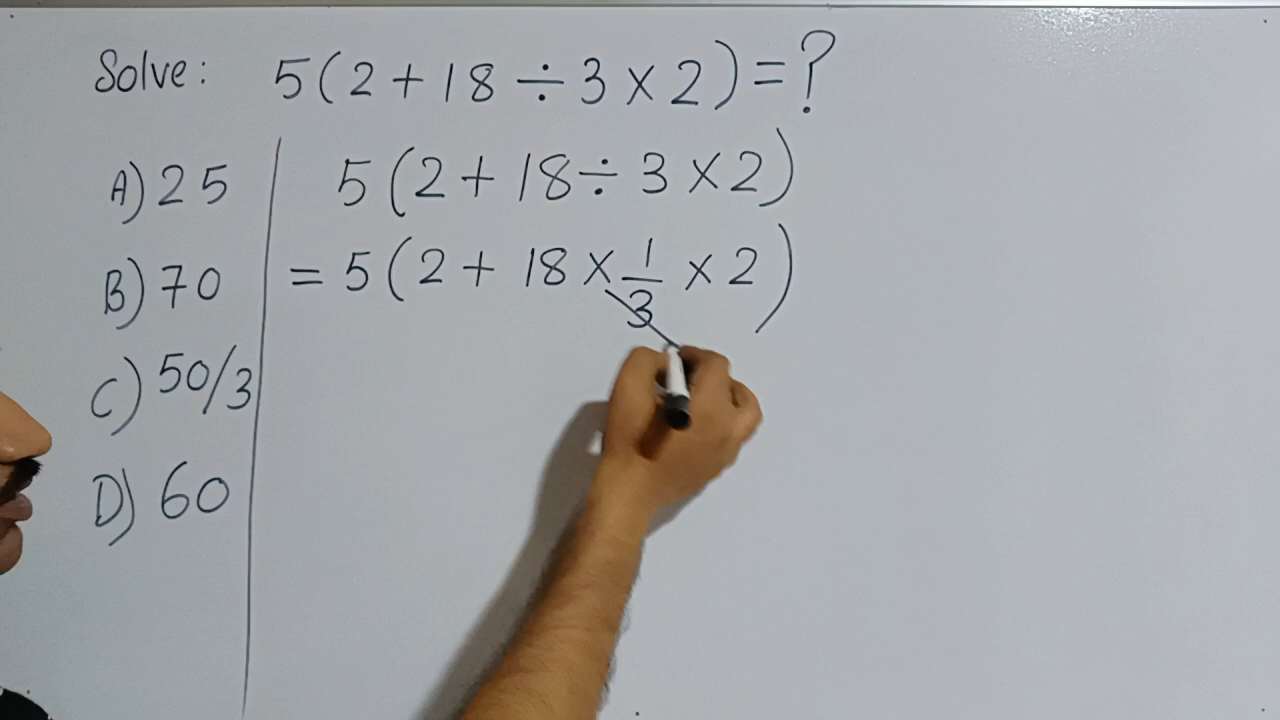 Solve: 5(2+18÷3×2)=?
A) 25
B) 70
C) 50/3
D) 60
5(2+18÷3×2)
=5(2+18×1/3×2)